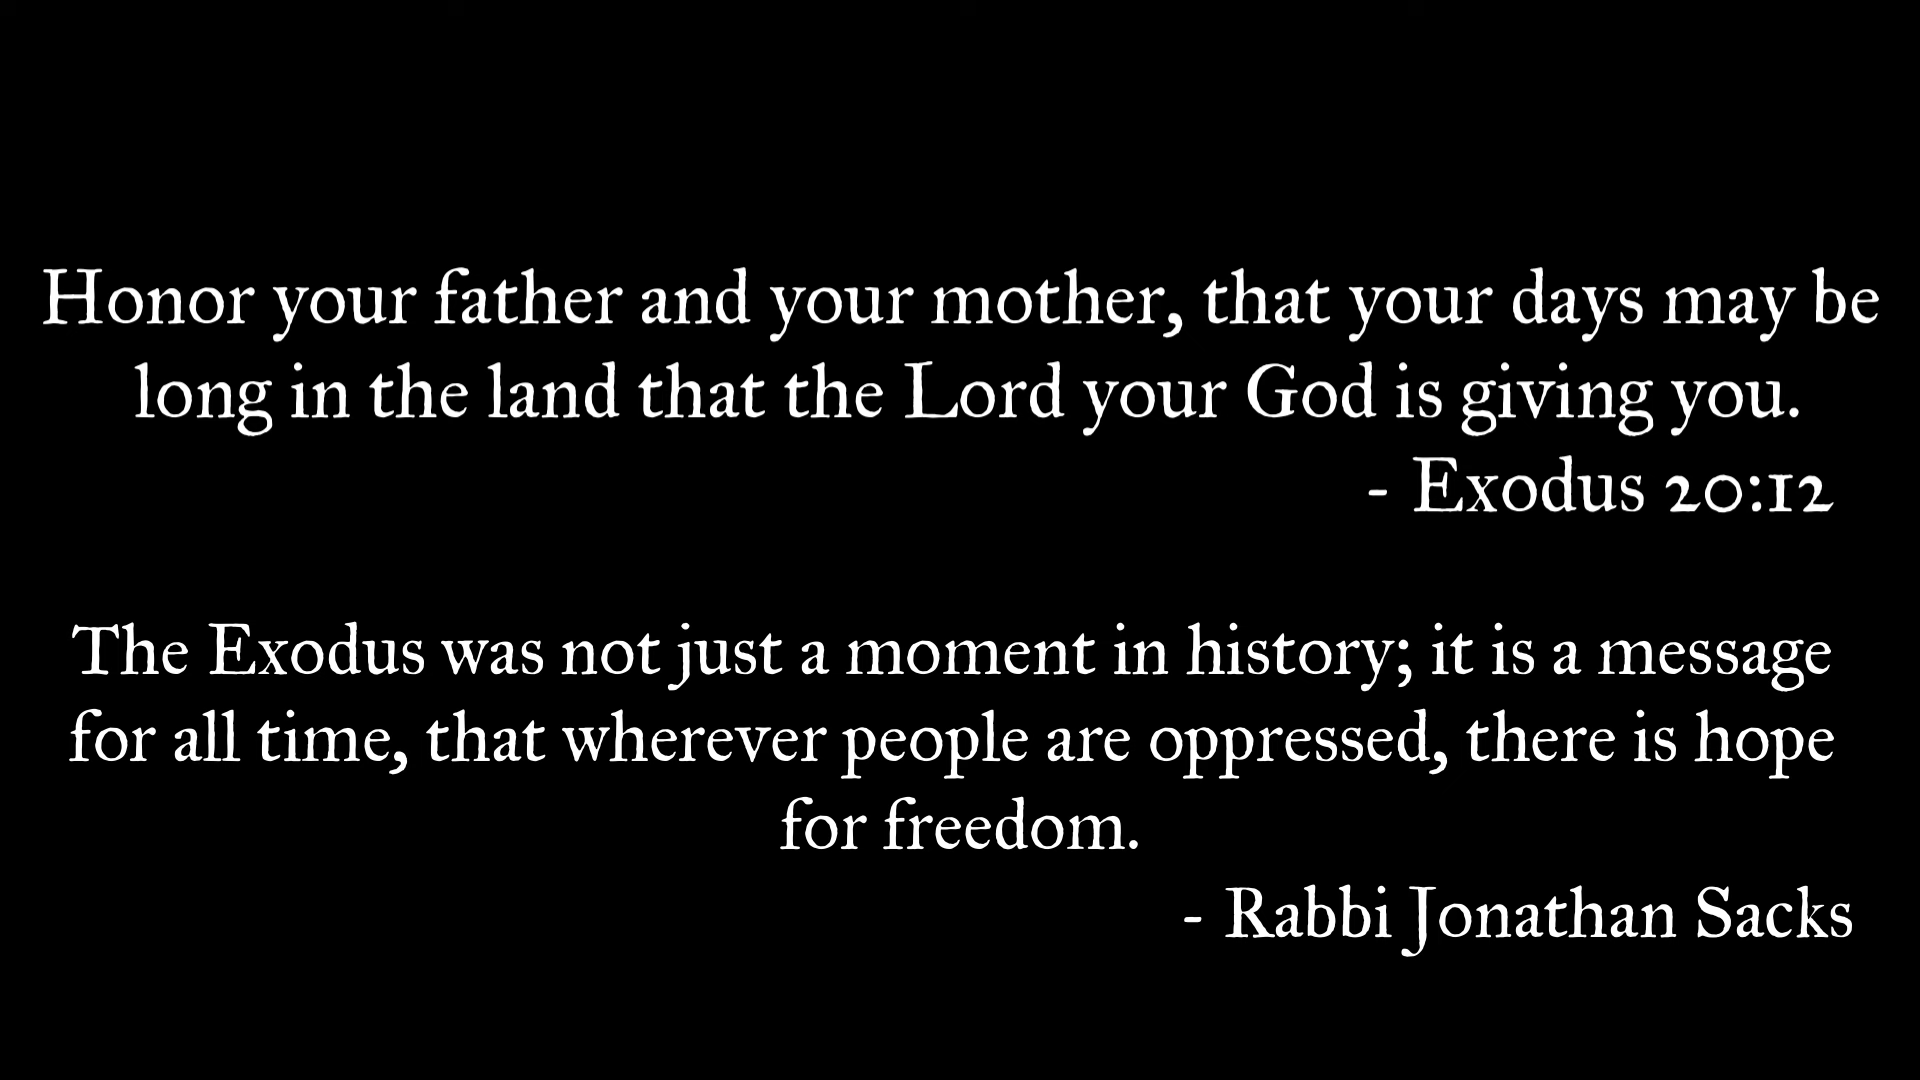 Honor your father and your mother, that your days may be
long in the land that the Lord your God is giving you.
- Exodus 20:12
The Exodus was not just a moment in history; it is a message
for all time, that wherever people are oppressed, there is hope
for freedom.
- Rabbi Jonathan Sacks